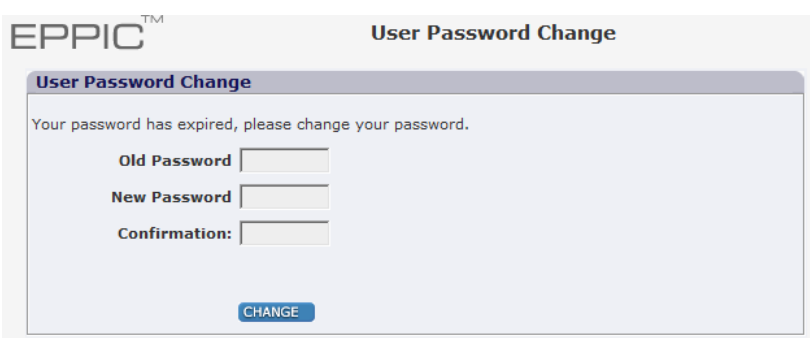 EPPIC™
User Password Change
User Password Change
Your password has expired, please change your password.
Old Password
New Password
Confirmation:
CHANGE